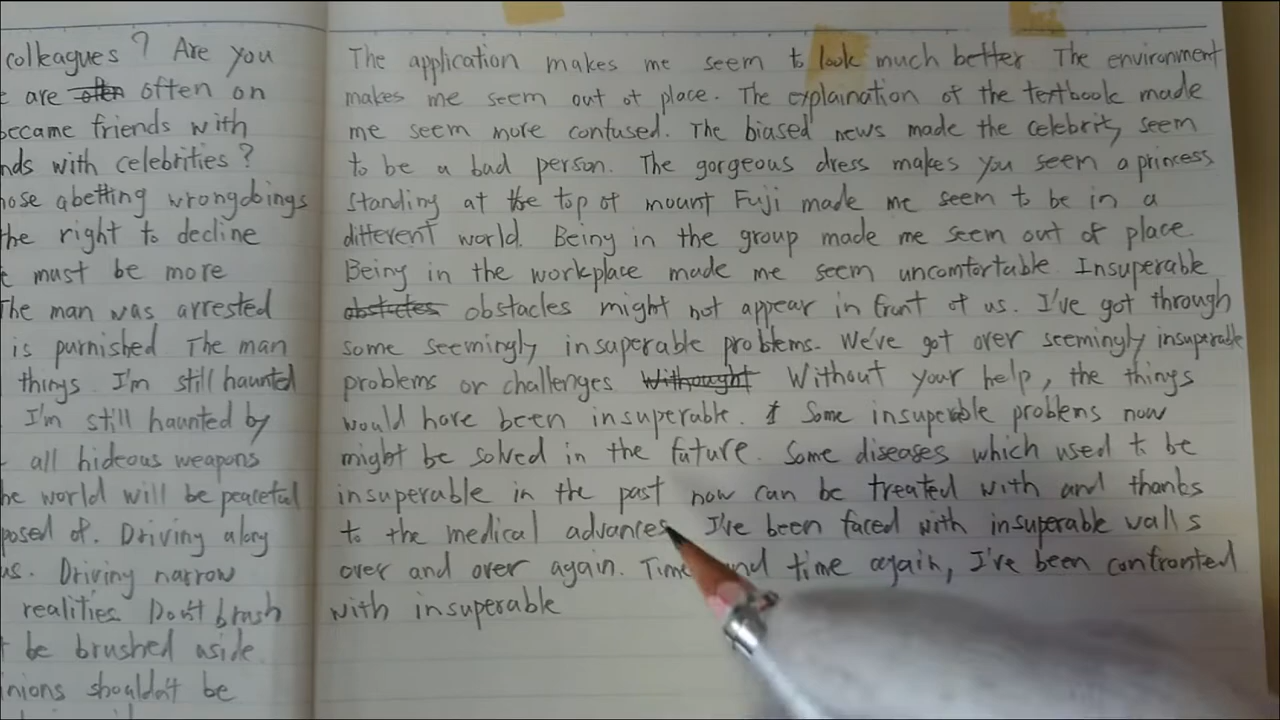 colleagues? Are you
are often often on
became friends with
nds with celebrities?
hose abetting wrongdoings
the right to decline
must be more
The man was arrested
is purnished The man
things. I'm still haunted
I'm still haunted by
all hideous weapons
he world will be peaceful
posed of. Driving along
us. Driving narrow
realities Don't brush
be brushed aside.
inions shouldn't be
The application makes me seem to look much better The environment
makes me seem out of place. The explaination of the textbook made
me seem more confused. The biased news made the celebrity seem
to be a bad person. The gorgeous dress makes you seem a princess
Standing at the top of mount Fuji made me seem to be in a
different world. Being in the group made me seem out of place.
Being in the workplace made me seem uncomfortable. Insuperable
obstctes obstacles might not appear in front of us. I've got through
some seemingly insuperable problems. We've got over seemingly insuperable
problems or challenges Withought Without your help, the things
would have been insuperable. Some insuperable problems now
might be solved in the future. Some diseases which used to be
insuperable in the past now can be treated with and thanks
to the medical advances I've been faced with insuperable walls
over and over again. Time and time again, I've been confronted
with insuperable